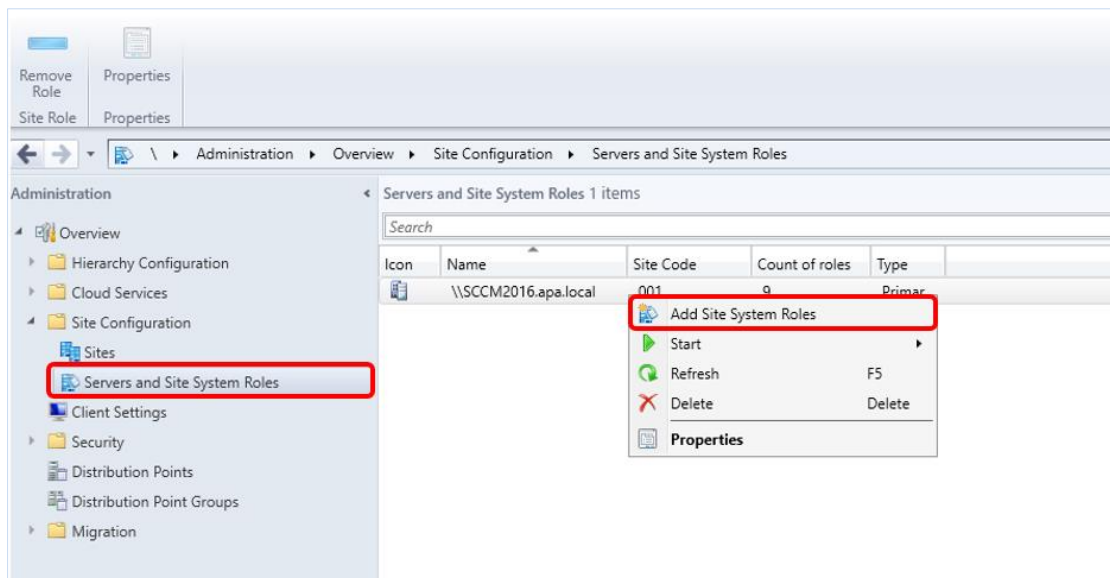 Remove
Role
Properties
Site Role
Properties
\ Administration Overview Site Configuration Servers and Site System Roles
Administration
Servers and Site System Roles 1 items
Overview
Search
Hierarchy Configuration
Icon Name Site Code Count of roles Type
Cloud Services
\\SCCM2016.apa.local 001 9 Primar
Site Configuration
Add Site System Roles
Sites
Start
Servers and Site System Roles
Refresh F5
Client Settings
Delete Delete
Security
Properties
Distribution Points
Distribution Point Groups
Migration